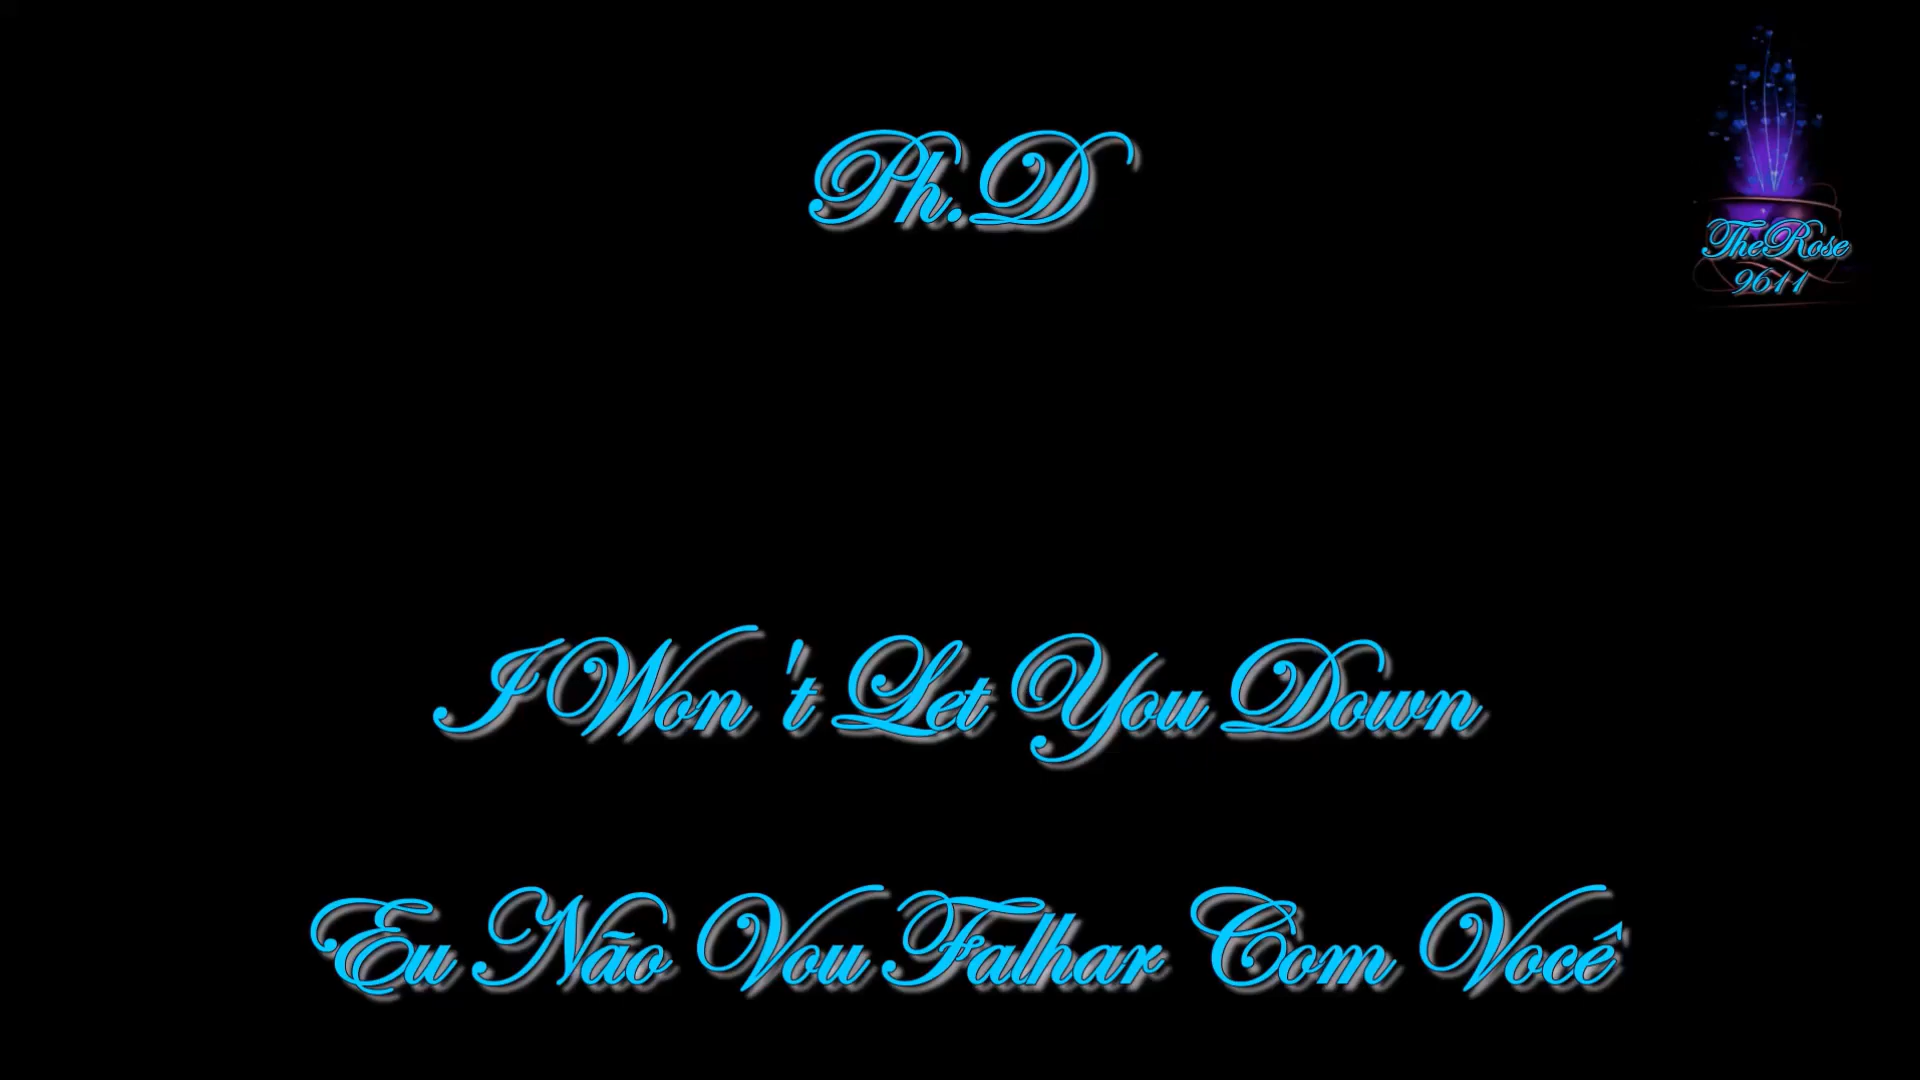 Ph.D
TheRose
9611
I Won 't Let You Down
Eu Não Vou Falhar Com Você